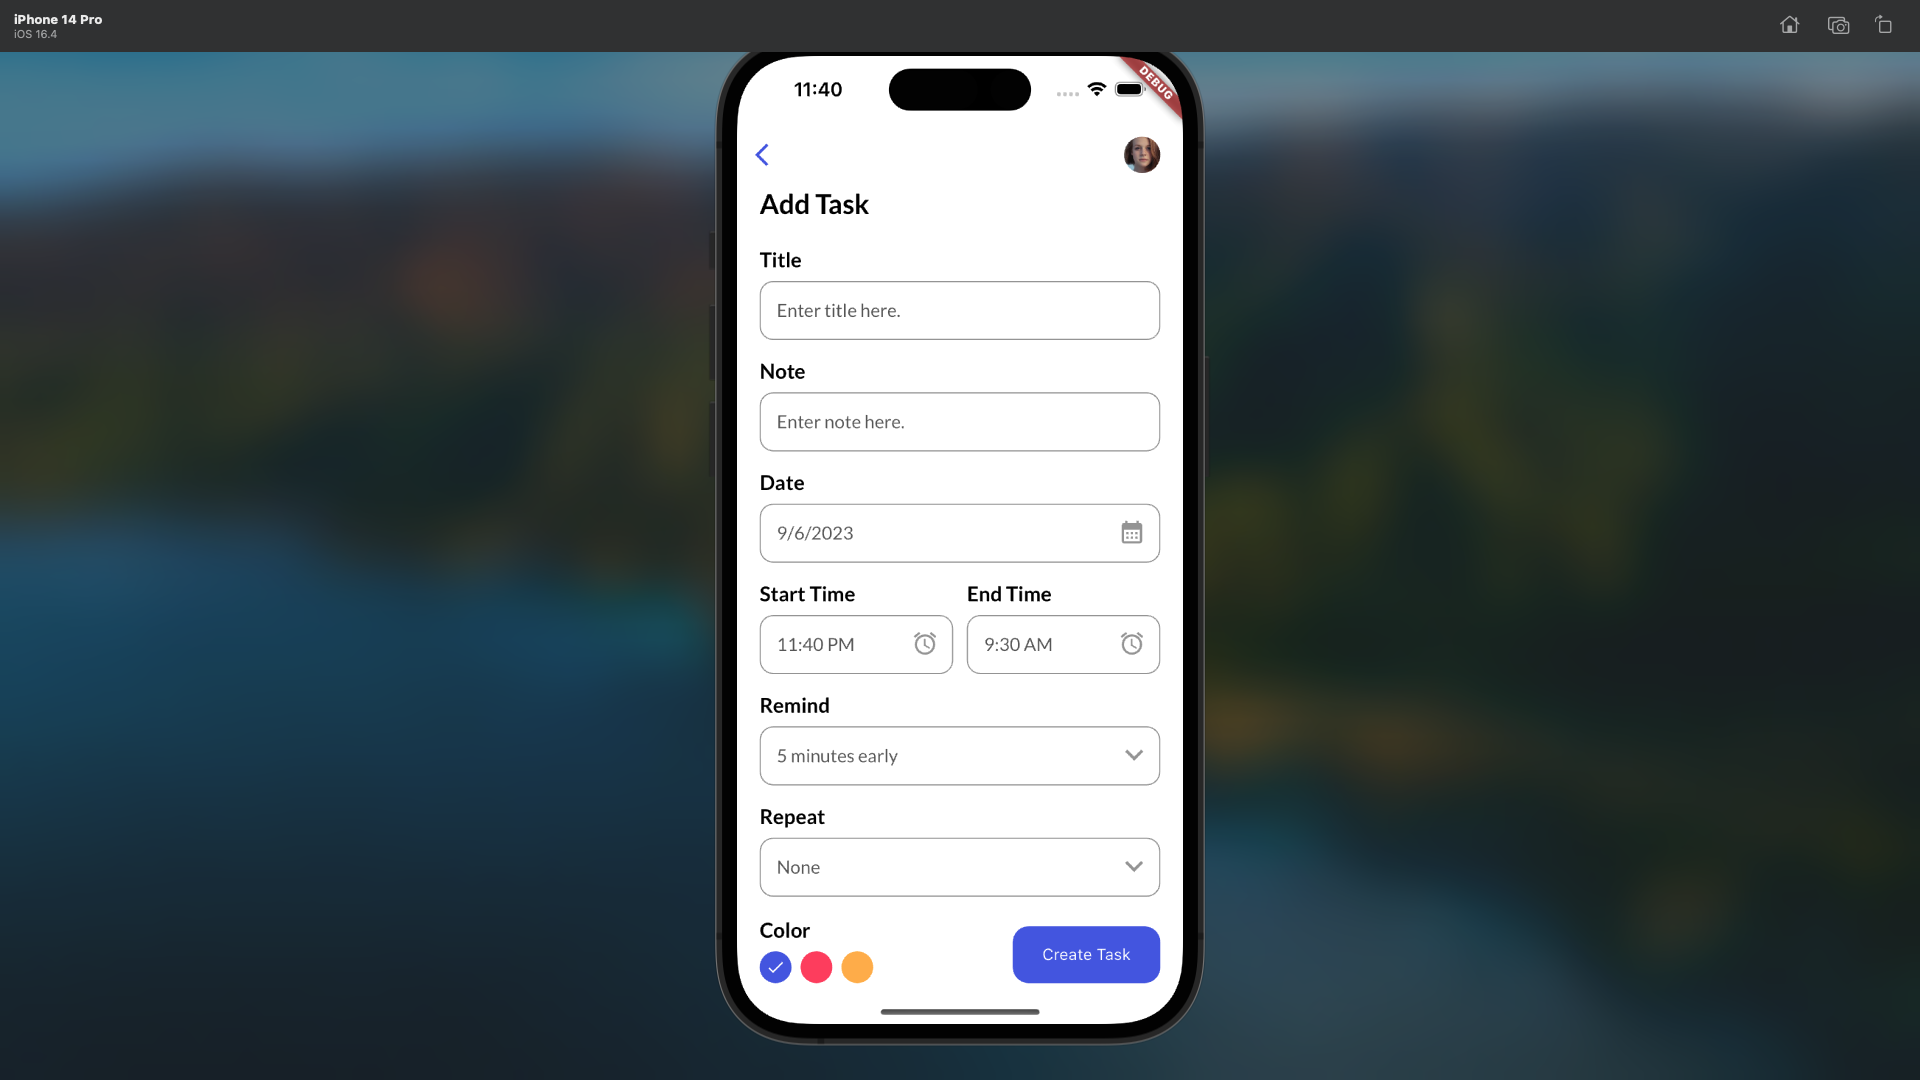 iPhone 14 Pro
iOS 16.4
11:40
DEBUG
Add Task
Title
Enter title here.
Note
Enter note here.
Date
9/6/2023
Start Time
End Time
11:40 PM
9:30 AM
Remind
5 minutes early
Repeat
None
Color
Create Task